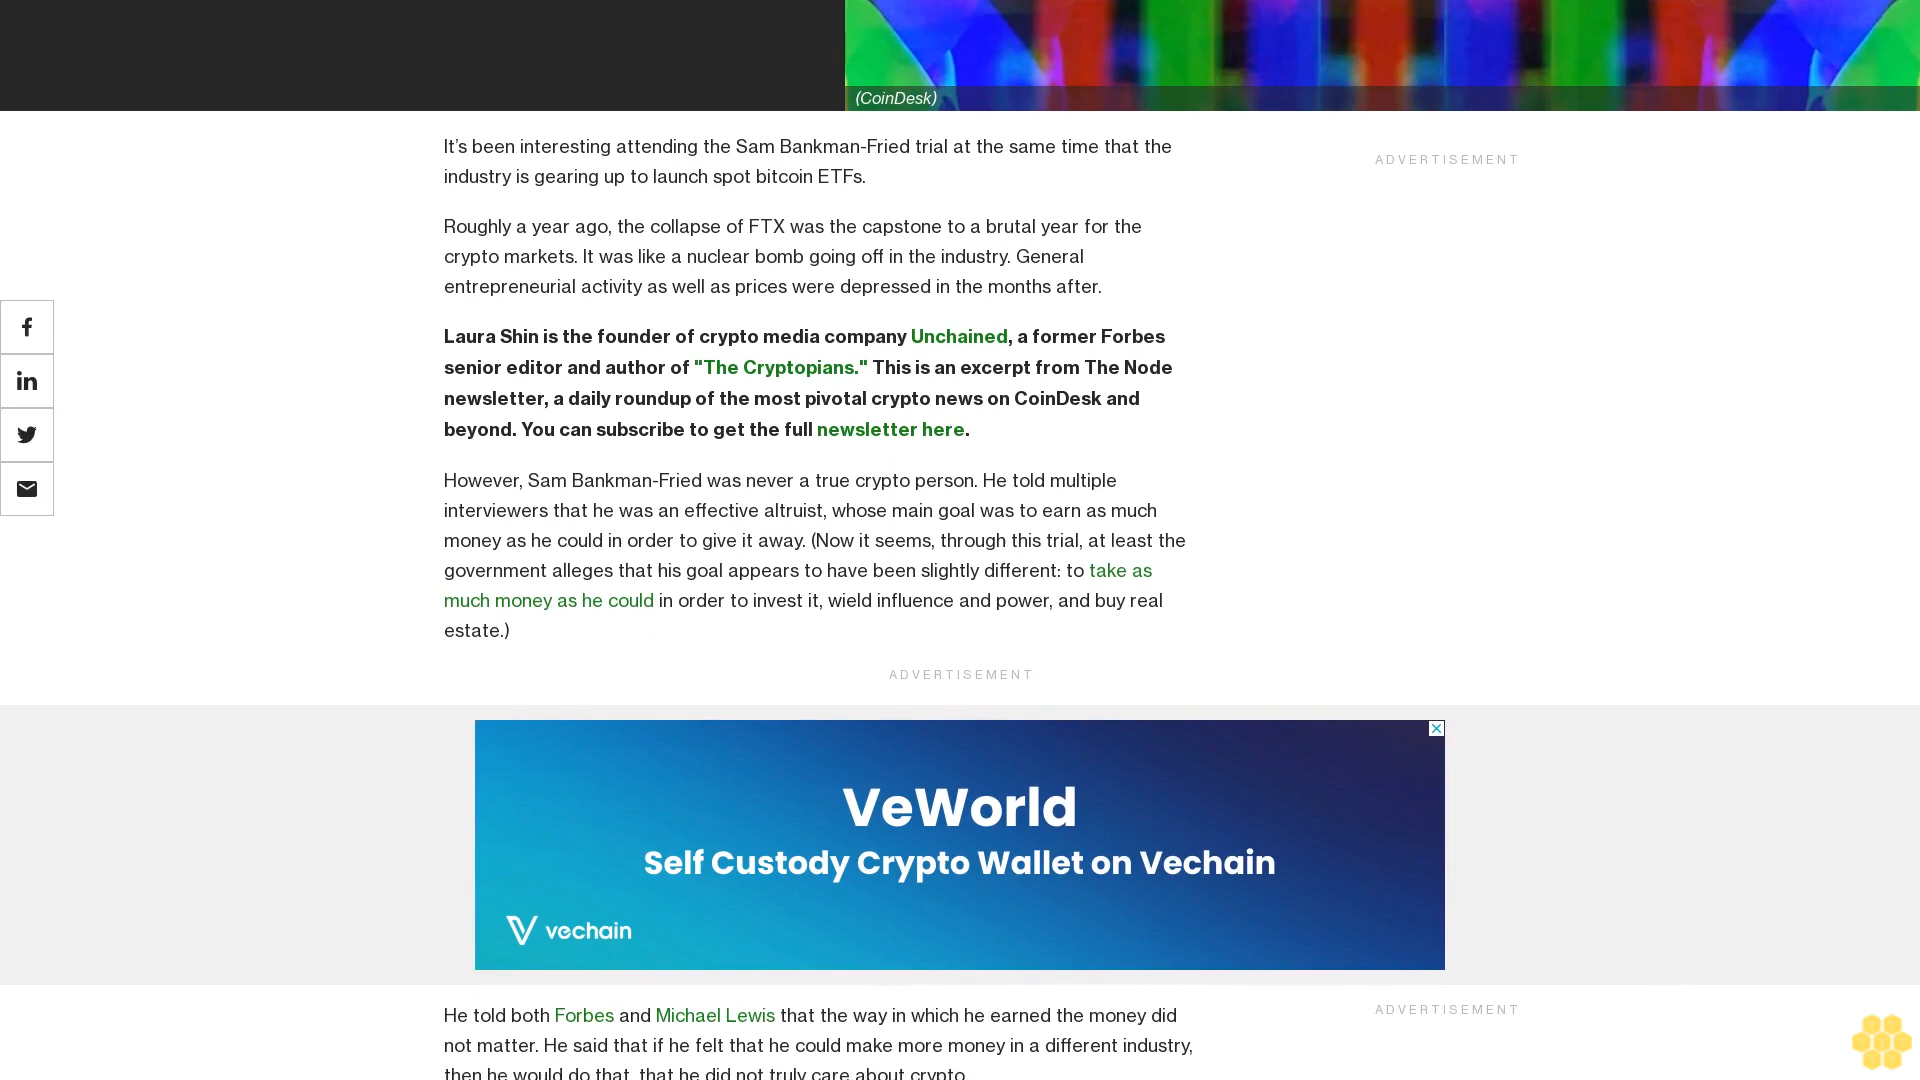 (CoinDesk)
It's been interesting attending the Sam Bankman-Fried trial at the same time that the
industry is gearing up to launch spot bitcoin ETFs.
ADVERTISEMENT
Roughly a year ago, the collapse of FTX was the capstone to a brutal year for the
crypto markets. It was like a nuclear bomb going off in the industry. General
entrepreneurial activity as well as prices were depressed in the months after.
Laura Shin is the founder of crypto media company Unchained, a former Forbes
senior editor and author of "The Cryptopians." This is an excerpt from The Node
newsletter, a daily roundup of the most pivotal crypto news on CoinDesk and
beyond. You can subscribe to get the full newsletter here.
However, Sam Bankman-Fried was never a true crypto person. He told multiple
interviewers that he was an effective altruist, whose main goal was to earn as much
money as he could in order to give it away. (Now it seems, through this trial, at least the
government alleges that his goal appears to have been slightly different: to take as
much money as he could in order to invest it, wield influence and power, and buy real
estate.)
ADVERTISEMENT
VeWorld
Self Custody Crypto Wallet on Vechain
vechain
He told both Forbes and Michael Lewis that the way in which he earned the money did
not matter. He said that if he felt that he could make more money in a different industry,
then he would do that, that he did not truly care about crypto.
ADVERTISEMENT